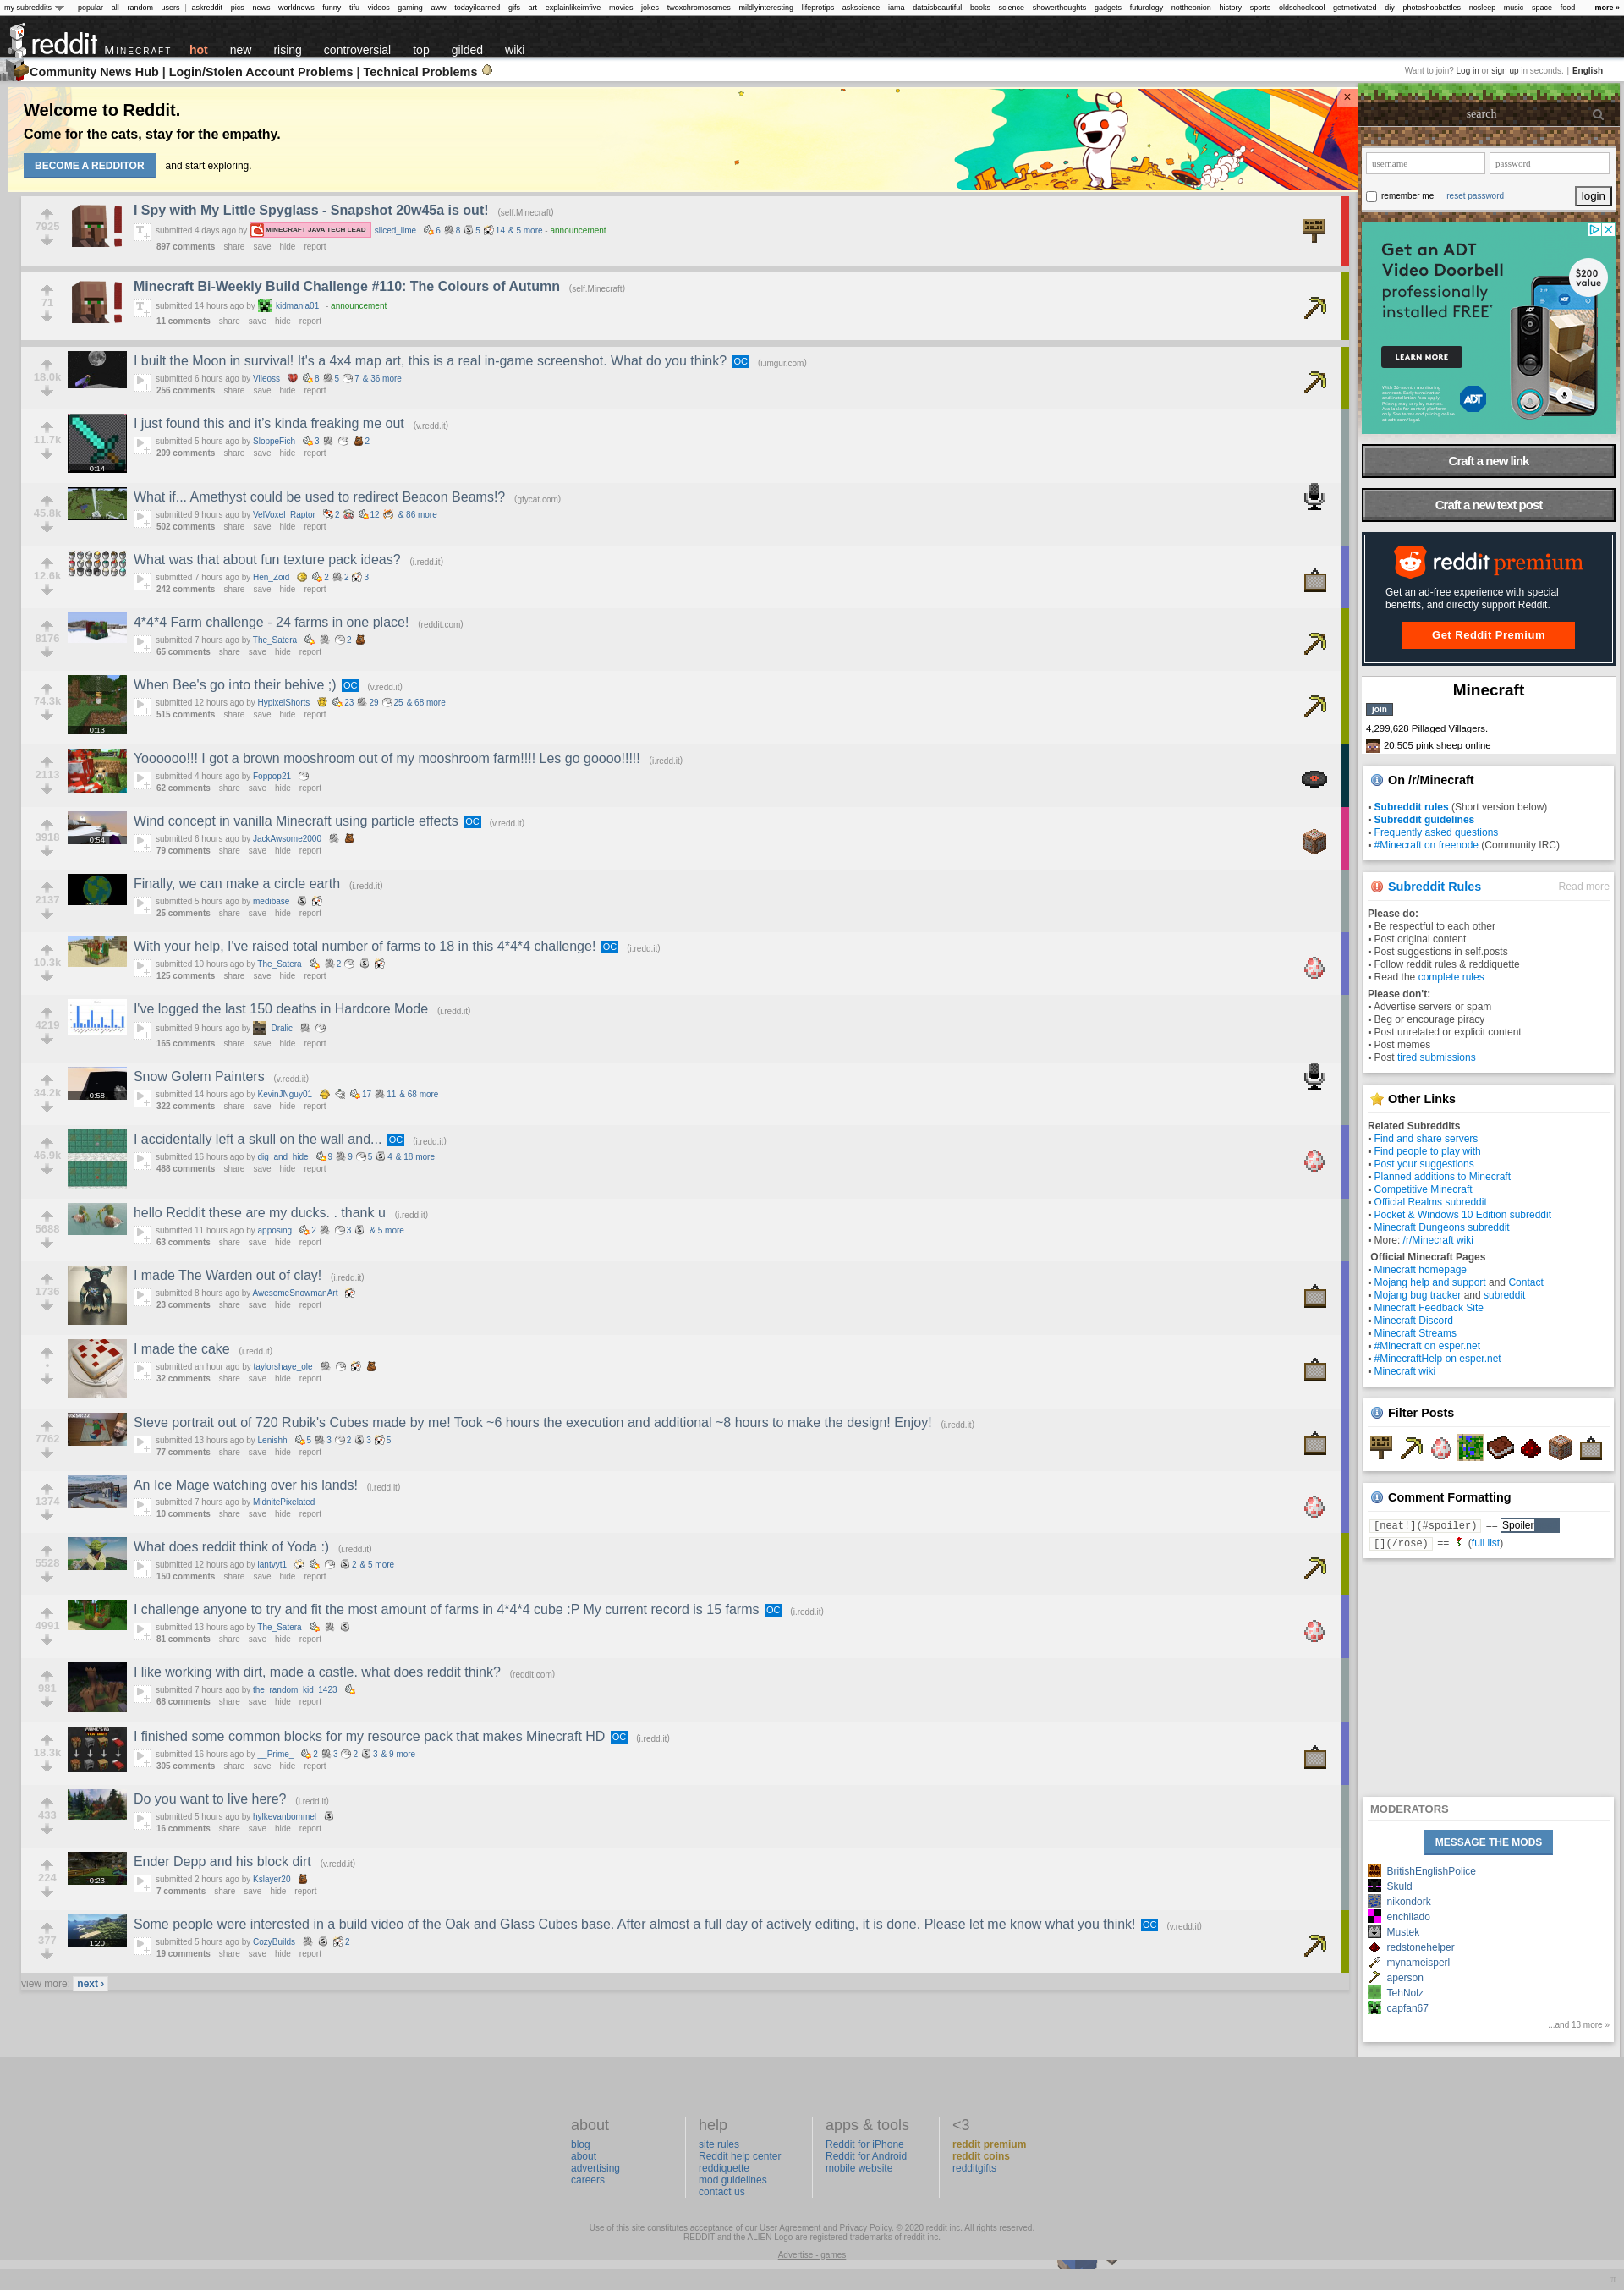 my subreddits popular - all - random - users | askreddit - pics - news - worldnews - funny - tifu - videos - gaming - aww - todayilearned - gifs - art - explainlikeimfive - movies - jokes - twoxchromosomes - mildlyinteresting - lifeprotips - askscience - iama - dataisbeautiful - books - science - showerthoughts - gadgets - futurology - nottheonion - history - sports - oldschoolcool - getmotivated - diy - photoshopbattles - nosleep - music - space - food - more »
reddit Minecraft hot new rising controversial top gilded wiki
Community News Hub | Login/Stolen Account Problems | Technical Problems
Want to join? Log in or sign up in seconds. | English
Welcome to Reddit.
Come for the cats, stay for the empathy.
BECOME A REDDITOR and start exploring.
×
7925
I Spy with My Little Spyglass - Snapshot 20w45a is out! (self.Minecraft)
submitted 4 days ago by MINECRAFT JAVA TECH LEAD sliced_lime 6 8 5 14 & 5 more - announcement
897 comments share save hide report
71
Minecraft Bi-Weekly Build Challenge #110: The Colours of Autumn (self.Minecraft)
submitted 14 hours ago by kidmania01 - announcement
11 comments share save hide report
18.0k
I built the Moon in survival! It's a 4x4 map art, this is a real in-game screenshot. What do you think? OC (i.imgur.com)
submitted 6 hours ago by Vileoss 8 5 7 & 36 more
256 comments share save hide report
11.7k
0:14
I just found this and it's kinda freaking me out (v.redd.it)
submitted 5 hours ago by SloppeFich 3 2
209 comments share save hide report
45.8k
What if... Amethyst could be used to redirect Beacon Beams!? (gfycat.com)
submitted 9 hours ago by VelVoxel_Raptor 2 12 & 86 more
502 comments share save hide report
12.6k
What was that about fun texture pack ideas? (i.redd.it)
submitted 7 hours ago by Hen_Zoid 2 2 3
242 comments share save hide report
8176
4*4*4 Farm challenge - 24 farms in one place! (reddit.com)
submitted 7 hours ago by The_Satera 2
65 comments share save hide report
74.3k
0:13
When Bee's go into their behive ;) OC (v.redd.it)
submitted 12 hours ago by HypixelShorts 23 29 25 & 68 more
515 comments share save hide report
2113
Yoooooo!!! I got a brown mooshroom out of my mooshroom farm!!!! Les go goooo!!!!! (i.redd.it)
submitted 4 hours ago by Foppop21
62 comments share save hide report
3918
0:54
Wind concept in vanilla Minecraft using particle effects OC (v.redd.it)
submitted 6 hours ago by JackAwsome2000
79 comments share save hide report
2137
Finally, we can make a circle earth (i.redd.it)
submitted 5 hours ago by medibase
25 comments share save hide report
10.3k
With your help, I've raised total number of farms to 18 in this 4*4*4 challenge! OC (i.redd.it)
submitted 10 hours ago by The_Satera 2
125 comments share save hide report
4219
I've logged the last 150 deaths in Hardcore Mode (i.redd.it)
submitted 9 hours ago by Dralic
165 comments share save hide report
34.2k
0:58
Snow Golem Painters (v.redd.it)
submitted 14 hours ago by KevinJNguy01 17 11 & 68 more
322 comments share save hide report
46.9k
I accidentally left a skull on the wall and... OC (i.redd.it)
submitted 16 hours ago by dig_and_hide 9 9 5 4 & 18 more
488 comments share save hide report
5688
hello Reddit these are my ducks. . thank u (i.redd.it)
submitted 11 hours ago by apposing 2 3 & 5 more
63 comments share save hide report
1736
I made The Warden out of clay! (i.redd.it)
submitted 8 hours ago by AwesomeSnowmanArt
23 comments share save hide report
•
I made the cake (i.redd.it)
submitted an hour ago by taylorshaye_ole
32 comments share save hide report
7762
Steve portrait out of 720 Rubik's Cubes made by me! Took ~6 hours the execution and additional ~8 hours to make the design! Enjoy! (i.redd.it)
submitted 13 hours ago by Lenishh 5 3 2 3 5
77 comments share save hide report
1374
An Ice Mage watching over his lands! (i.redd.it)
submitted 7 hours ago by MidnitePixelated
10 comments share save hide report
5528
What does reddit think of Yoda :) (i.redd.it)
submitted 12 hours ago by iantvyt1 2 & 5 more
150 comments share save hide report
4991
I challenge anyone to try and fit the most amount of farms in 4*4*4 cube :P My current record is 15 farms OC (i.redd.it)
submitted 13 hours ago by The_Satera
81 comments share save hide report
981
I like working with dirt, made a castle. what does reddit think? (reddit.com)
submitted 7 hours ago by the_random_kid_1423
68 comments share save hide report
18.3k
I finished some common blocks for my resource pack that makes Minecraft HD OC (i.redd.it)
submitted 16 hours ago by __Prime_ 2 3 2 3 & 9 more
305 comments share save hide report
433
Do you want to live here? (i.redd.it)
submitted 5 hours ago by hylkevanbommel
16 comments share save hide report
224
0:23
Ender Depp and his block dirt (v.redd.it)
submitted 2 hours ago by Kslayer20
7 comments share save hide report
377
1:20
Some people were interested in a build video of the Oak and Glass Cubes base. After almost a full day of actively editing, it is done. Please let me know what you think! OC (v.redd.it)
submitted 5 hours ago by CozyBuilds 2
19 comments share save hide report
view more: next ›
search
username password
remember me reset password login
Get an ADT
Video Doorbell
professionally
installed FREE*
$200
value
LEARN MORE
ADT
Craft a new link
Craft a new text post
reddit premium
Get an ad-free experience with special
benefits, and directly support Reddit.
Get Reddit Premium
Minecraft
join
4,299,628 Pillaged Villagers.
20,505 pink sheep online
On /r/Minecraft
▪ Subreddit rules (Short version below)
▪ Subreddit guidelines
▪ Frequently asked questions
▪ #Minecraft on freenode (Community IRC)
Subreddit Rules Read more
Please do:
▪ Be respectful to each other
▪ Post original content
▪ Post suggestions in self.posts
▪ Follow reddit rules & reddiquette
▪ Read the complete rules
Please don't:
▪ Advertise servers or spam
▪ Beg or encourage piracy
▪ Post unrelated or explicit content
▪ Post memes
▪ Post tired submissions
Other Links
Related Subreddits
▪ Find and share servers
▪ Find people to play with
▪ Post your suggestions
▪ Planned additions to Minecraft
▪ Competitive Minecraft
▪ Official Realms subreddit
▪ Pocket & Windows 10 Edition subreddit
▪ Minecraft Dungeons subreddit
▪ More: /r/Minecraft wiki
Official Minecraft Pages
▪ Minecraft homepage
▪ Mojang help and support and Contact
▪ Mojang bug tracker and subreddit
▪ Minecraft Feedback Site
▪ Minecraft Discord
▪ Minecraft Streams
▪ #Minecraft on esper.net
▪ #MinecraftHelp on esper.net
▪ Minecraft wiki
Filter Posts
Comment Formatting
[neat!](#spoiler) == Spoiler
[](/rose) == (full list)
MODERATORS
MESSAGE THE MODS
BritishEnglishPolice
Skuld
nikondork
enchilado
Mustek
redstonehelper
mynameisperl
aperson
TehNolz
capfan67
...and 13 more »
about
blog
about
advertising
careers
help
site rules
Reddit help center
reddiquette
mod guidelines
contact us
apps & tools
Reddit for iPhone
Reddit for Android
mobile website
<3
reddit premium
reddit coins
redditgifts
Use of this site constitutes acceptance of our User Agreement and Privacy Policy. © 2020 reddit inc. All rights reserved.
REDDIT and the ALIEN Logo are registered trademarks of reddit inc.
Advertise - games